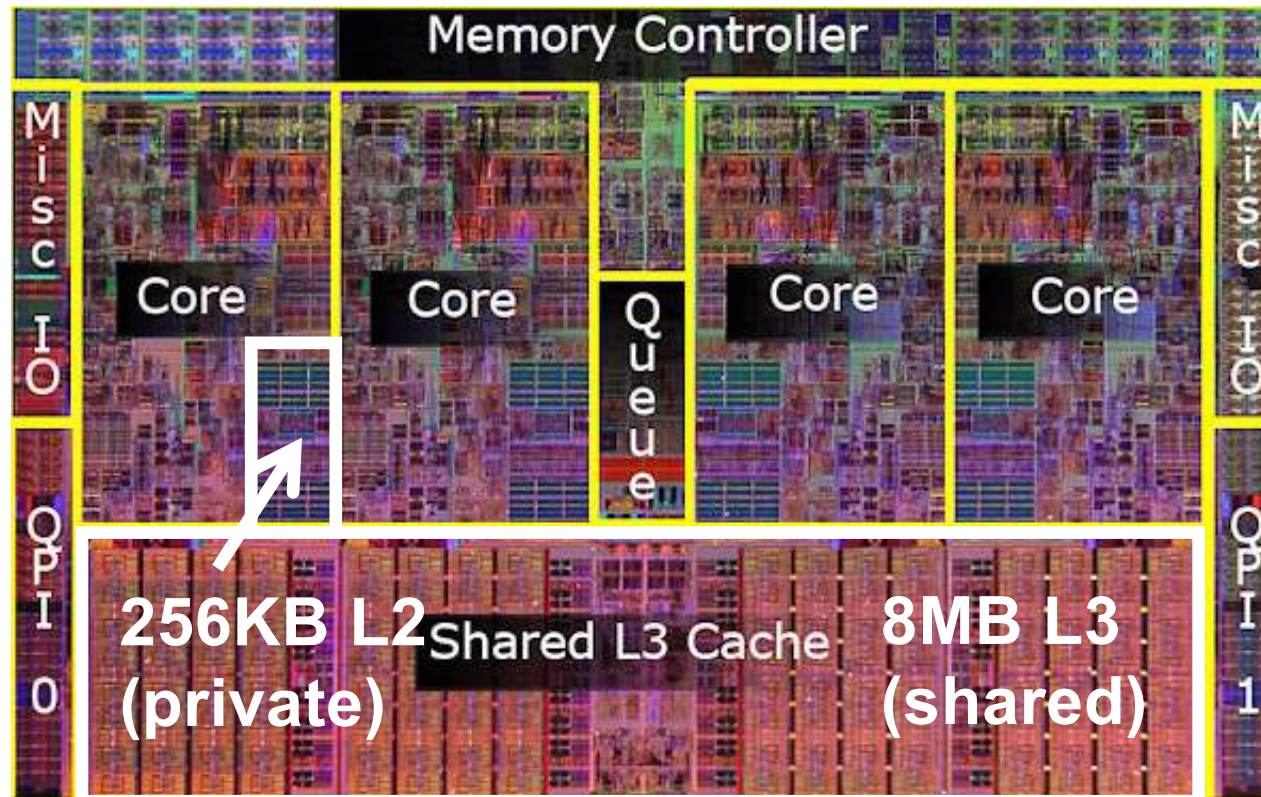 Memory Controller
Misc IO
Core
Core
Queue
Core
Core
Misc IO
QPI 0
256KB L2
(private)
Shared L3 Cache
8MB L3
(shared)
QPI 1